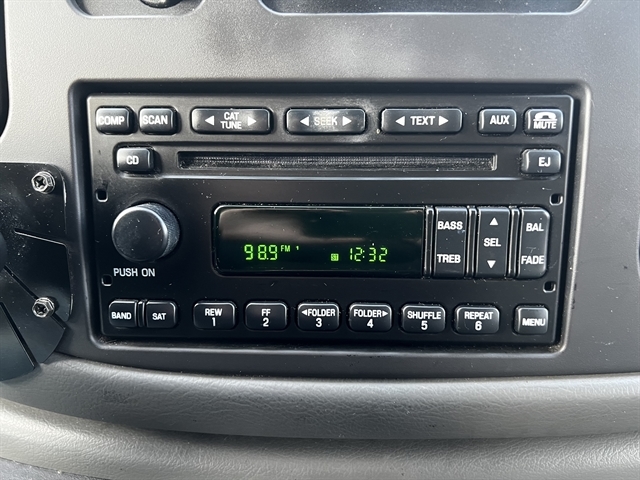 COMP SCAN ◄ CAT TUNE ► ◄ SEEK ► ◄ TEXT ► AUX MUTE
CD EJ
BASS ▲ BAL
98.9 FM 1 12:32 SEL
TREB ▼ FADE
PUSH ON
BAND SAT REW 1 FF 2 ◄FOLDER 3 FOLDER► 4 SHUFFLE 5 REPEAT 6 MENU